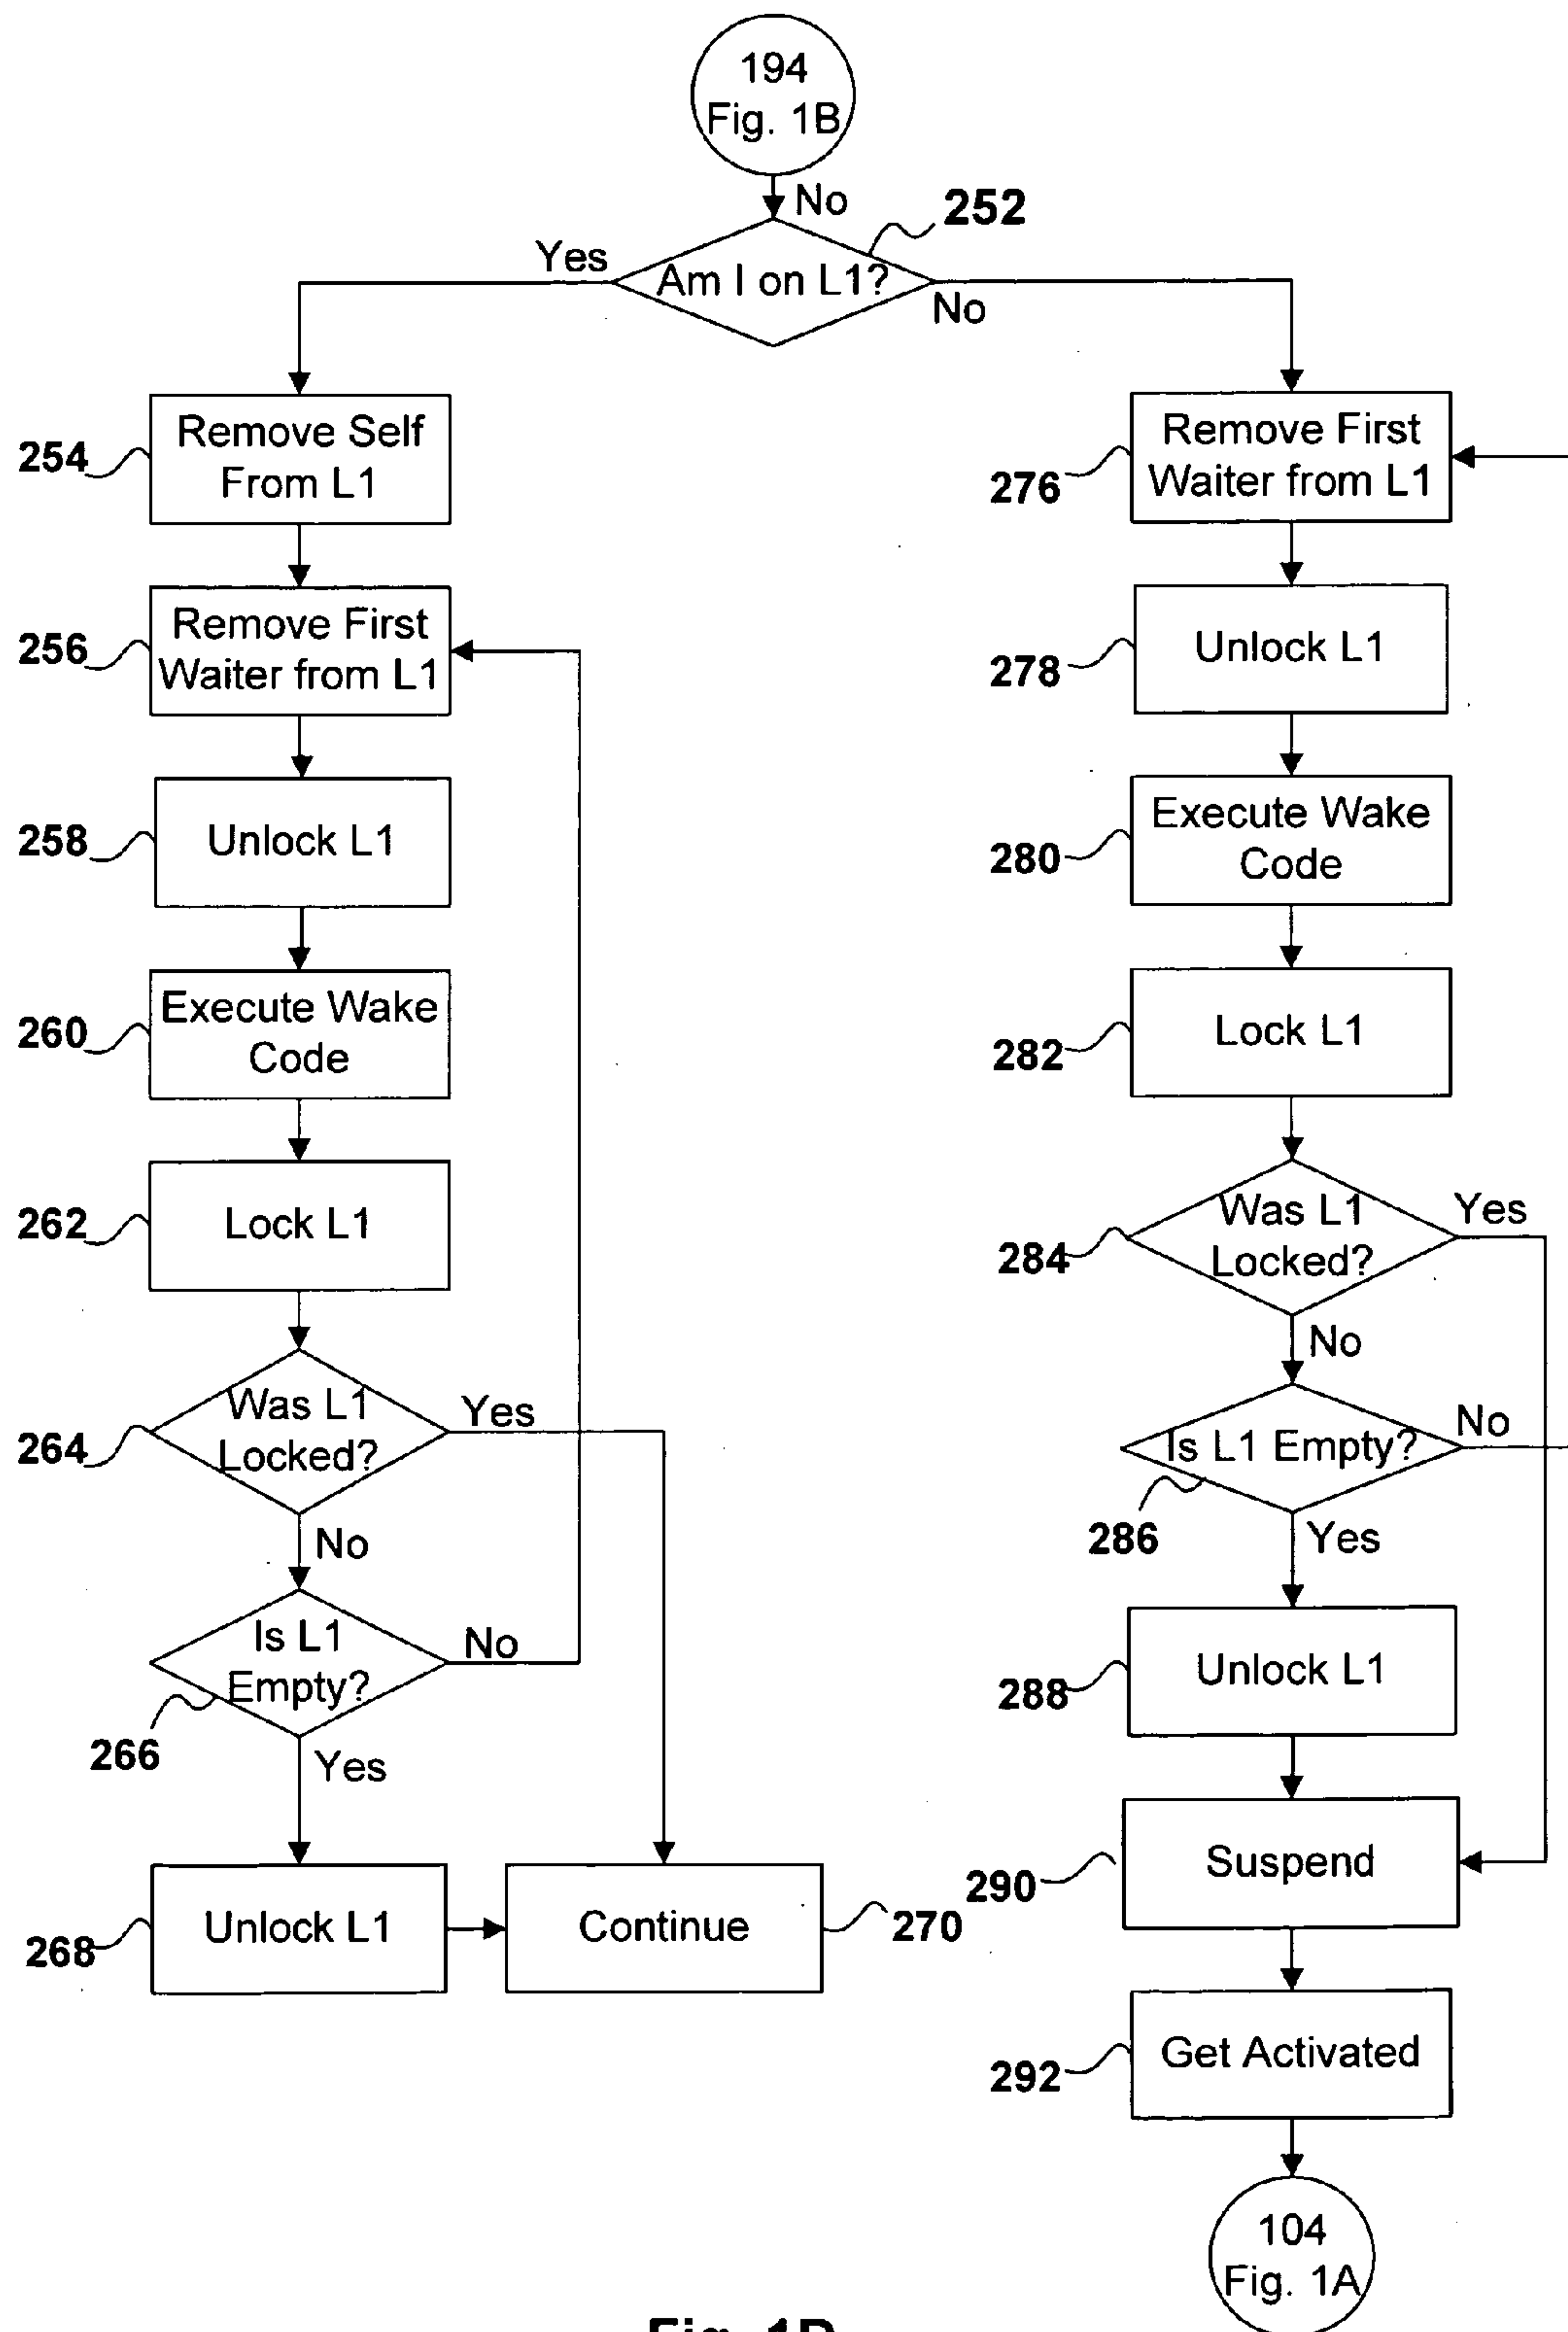 194
Fig. 1B
No
252
Yes
Am I on L1?
No
254
Remove Self
From L1
256
Remove First
Waiter from L1
258
Unlock L1
260
Execute Wake
Code
262
Lock L1
264
Was L1
Locked?
Yes
No
Is L1
Empty?
No
266
Yes
268
Unlock L1
Continue
270
276
Remove First
Waiter from L1
278
Unlock L1
280
Execute Wake
Code
282
Lock L1
284
Was L1
Locked?
Yes
No
Is L1 Empty?
No
286
Yes
288
Unlock L1
290
Suspend
292
Get Activated
104
Fig. 1A